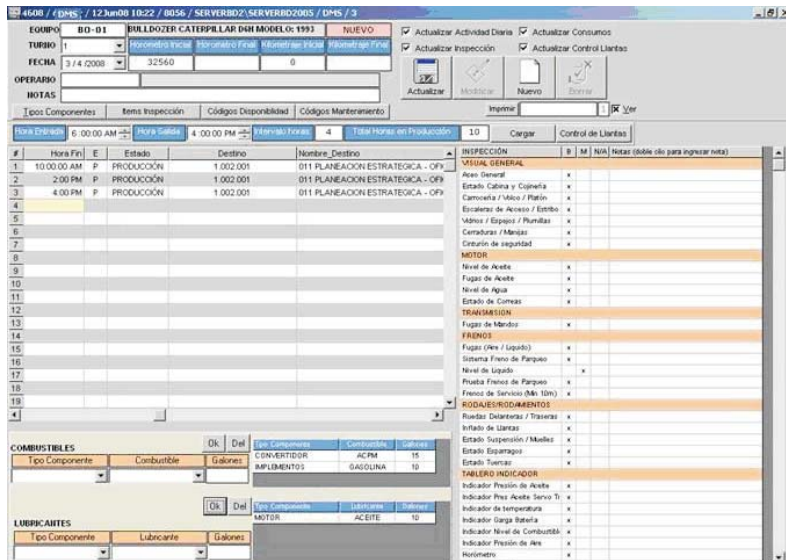 4608 / (DMS) / 12Jun08 10:22 / 8056 / SERVERBD2\SERVERBD2005 / DMS / 3
EQUIPO BO-01 BULLDOZER CATERPILLAR D6H MODELO: 1993 NUEVO
TURNO 1 Horometro Inicial Horometro Final Kilometraje Inicial Kilometraje Final
FECHA 3 / 4 /2008 32560 0
OPERARIO
NOTAS
Actualizar Actividad Diaria Actualizar Consumos
Actualizar Inspección Actualizar Control Llantas
Actualizar Modificar Nuevo Borrar
Imprimir 1 Ver
Tipos Componentes Items Inspección Códigos Disponiblidad Códigos Mantenimiento
Hora Entrada 6:00:00 AM Hora Salida 4:00:00 PM Intervalo horas 4 Total Horas en Producción 10 Cargar Control de Llantas
# Hora Fin E Estado Destino Nombre_Destino
1 10:00:00 AM P PRODUCCIÓN 1.002.001 011 PLANEACION ESTRATEGICA - OFI
2 2:00 PM P PRODUCCIÓN 1.002.001 011 PLANEACION ESTRATEGICA - OFI
3 4:00 PM P PRODUCCIÓN 1.002.001 011 PLANEACION ESTRATEGICA - OFI
4
5
6
7
8
9
10
11
12
13
14
15
16
17
18
19
INSPECCIÓN B M N/A Notas (doble clic para ingresar nota)
VISUAL GENERAL
Aseo General x
Estado Cabina y Cojineria x
Carroceria / Volco / Platón x
Escaleras de Acceso / Estribo x
Vidrios / Espejos / Plumillas x
Cerraduras / Manijas x
Cinturón de seguridad x
MOTOR
Nivel de Aceite x
Fugas de Aceite x
Nivel de Agua x
Estado de Correas x
TRANSMISION
Fugas de Mandos x
FRENOS
Fugas (Aire / Liquido) x
Sistema Freno de Parqueo x
Nivel de Liquido x
Prueba Frenos de Parqueo x
Frenos de Servicio (Min 10m) x
RODAJES/RODAMIENTOS
Ruedas Delanteras / Traseras x
Inflado de Llantas x
Estado Suspensión / Muelles x
Estado Esparragos x
Estado Tuercas x
TABLERO INDICADOR
Indicador Presión de Aceite x
Indicador Pres Aceite Servo Tr x
Indicador de temperatura x
Indicador Garga Bateria x
Indicador Nivel de Combustibl x
Indicador Presión de Aire x
Horómetro x
COMBUSTIBLES Ok Del
Tipo Componente Combustible Galones
Tipo Componente Combustible Galones
CONVERTIDOR ACPM 15
IMPLEMENTOS GASOLINA 10
LUBRICANTES Ok Del
Tipo Componente Lubricante Galones
Tipo Componente Lubricante Galones
MOTOR ACEITE 10